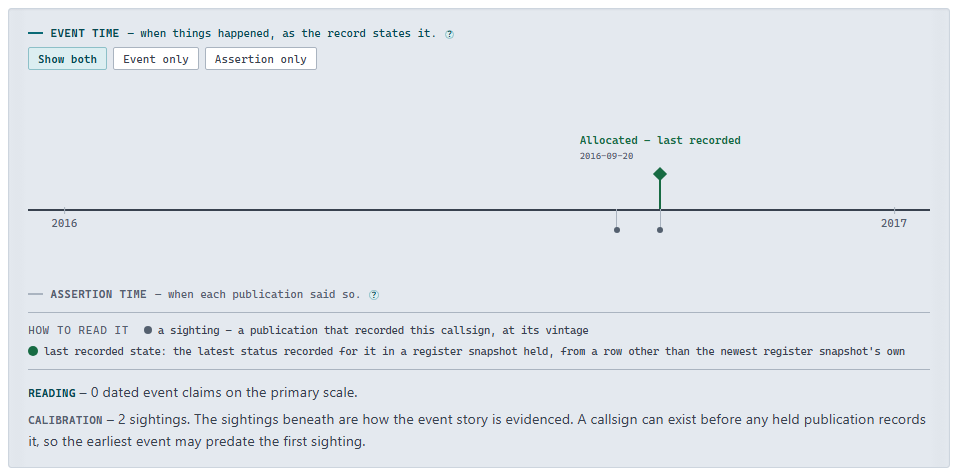 EVENT TIME — when things happened, as the record states it. ?
Show both Event only Assertion only
Allocated — last recorded
2016-09-20
2016 2017
ASSERTION TIME — when each publication said so. ?
HOW TO READ IT a sighting — a publication that recorded this callsign, at its vintage
last recorded state: the latest status recorded for it in a register snapshot held, from a row other than the newest register snapshot's own
READING — 0 dated event claims on the primary scale.
CALIBRATION — 2 sightings. The sightings beneath are how the event story is evidenced. A callsign can exist before any held publication records
it, so the earliest event may predate the first sighting.